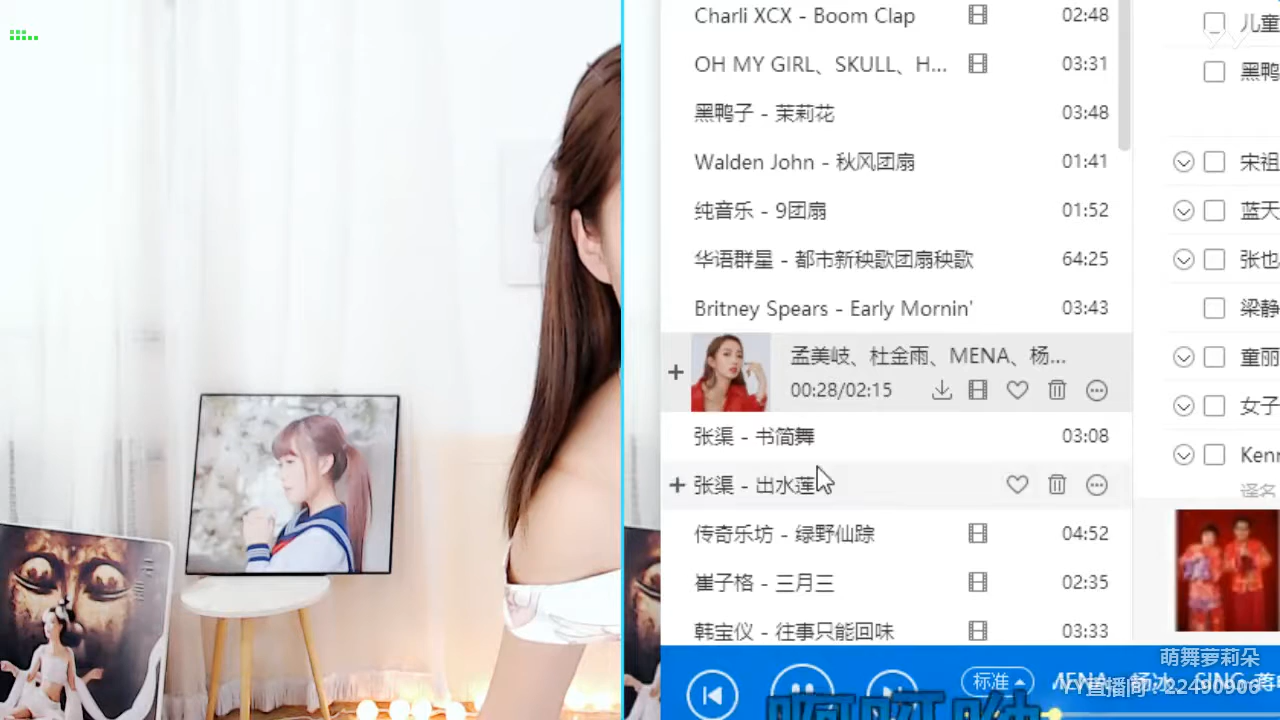 Charli XCX - Boom Clap 02:48
OH MY GIRL、SKULL、H... 03:31
黑鸭子 - 茉莉花 03:48
Walden John - 秋风团扇 01:41
纯音乐 - 9团扇 01:52
华语群星 - 都市新秧歌团扇秧歌 64:25
Britney Spears - Early Mornin' 03:43
孟美岐、杜金雨、MENA、杨...
00:28/02:15
张渠 - 书简舞 03:08
张渠 - 出水莲
传奇乐坊 - 绿野仙踪 04:52
崔子格 - 三月三 02:35
韩宝仪 - 往事只能回味 03:33
儿童
黑鸭
宋祖
蓝天
张也
梁静
童丽
女子
Kenn
译名
萌舞萝莉朵
标准
YY直播间: 22490906